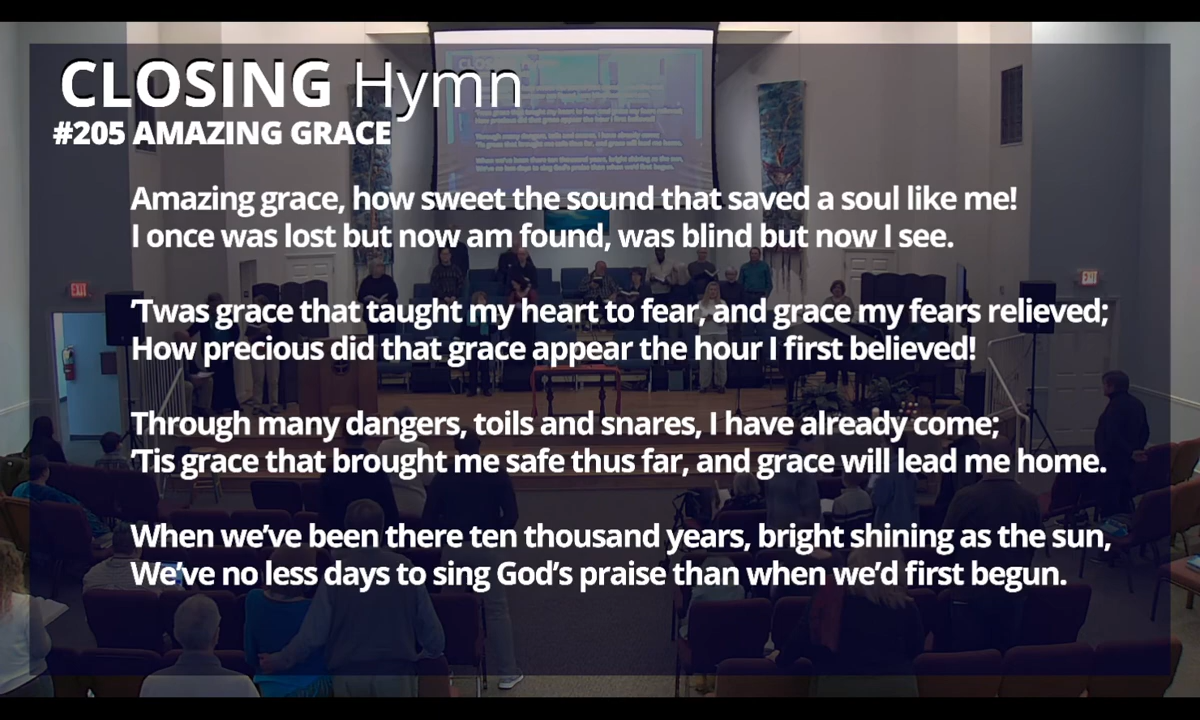 CLOSING Hymn
#205 AMAZING GRACE
Amazing grace, how sweet the sound that saved a soul like me!
I once was lost but now am found, was blind but now I see.
'Twas grace that taught my heart to fear, and grace my fears relieved;
How precious did that grace appear the hour I first believed!
Through many dangers, toils and snares, I have already come;
'Tis grace that brought me safe thus far, and grace will lead me home.
When we've been there ten thousand years, bright shining as the sun,
We've no less days to sing God's praise than when we'd first begun.
EXIT
EXIT